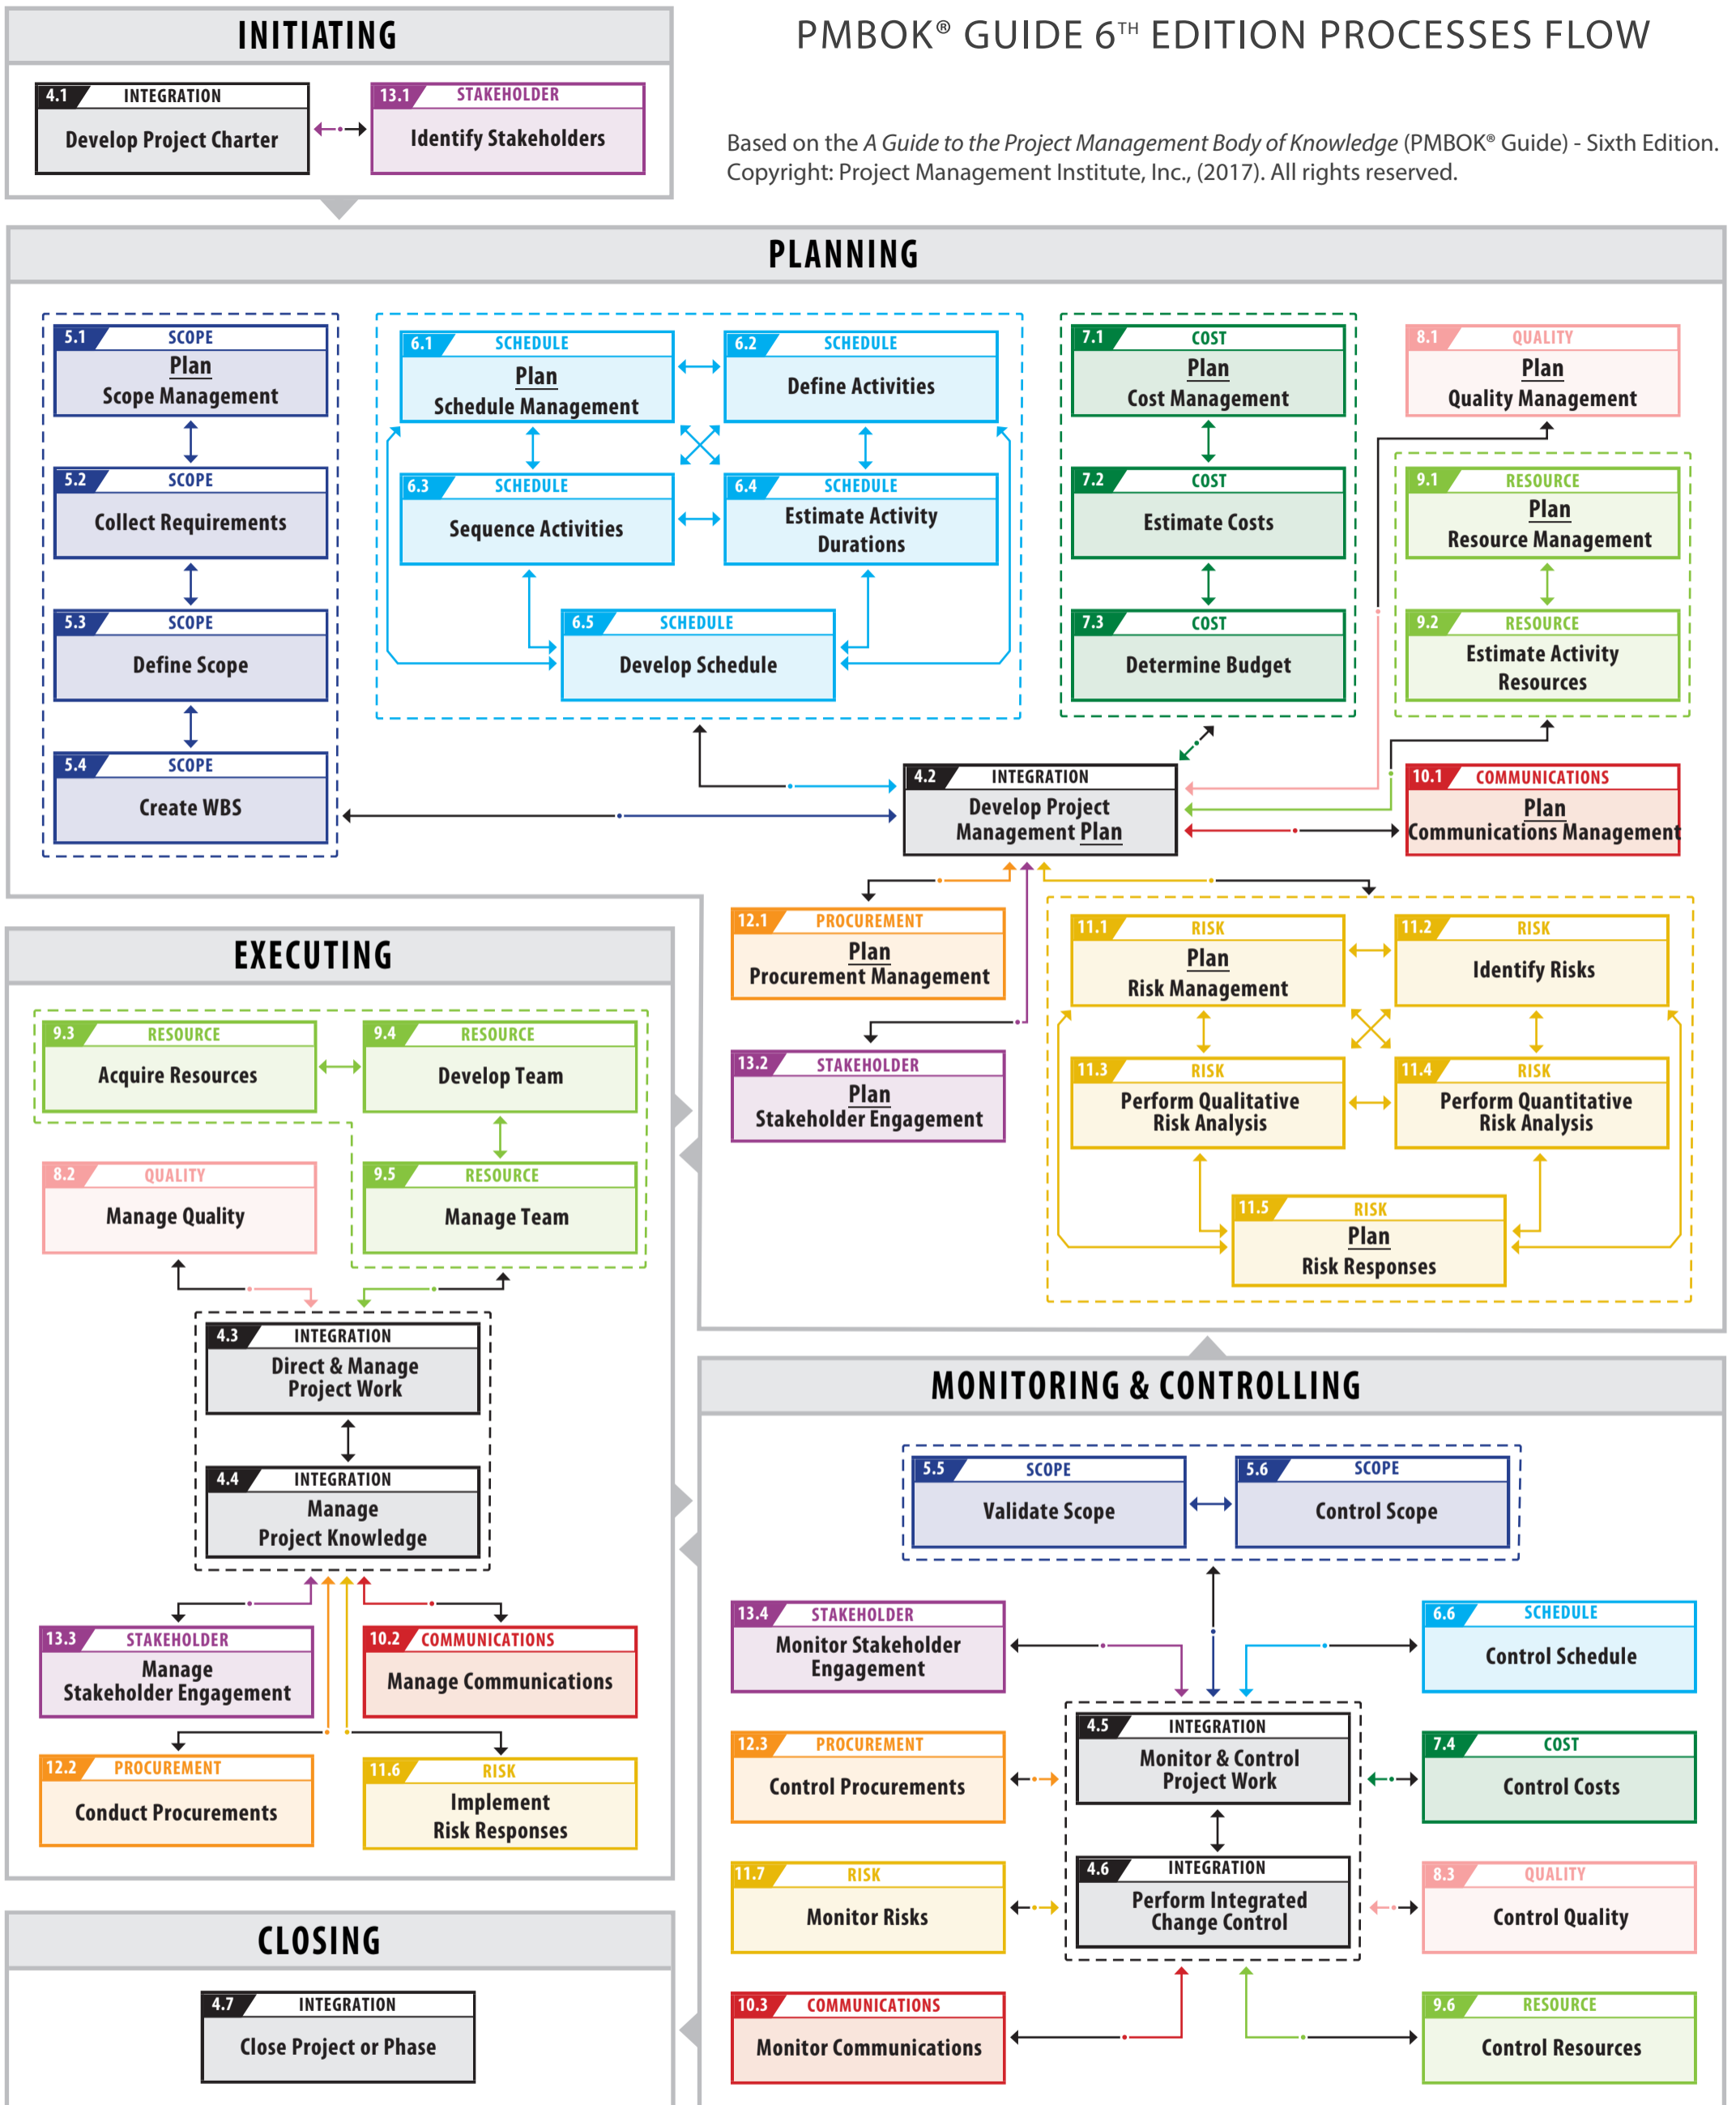 PMBOK® GUIDE 6TH EDITION PROCESSES FLOW
Based on the A Guide to the Project Management Body of Knowledge (PMBOK® Guide) - Sixth Edition.
Copyright: Project Management Institute, Inc., (2017). All rights reserved.
INITIATING
4.1 INTEGRATION
Develop Project Charter
13.1 STAKEHOLDER
Identify Stakeholders
PLANNING
5.1 SCOPE
Plan
Scope Management
5.2 SCOPE
Collect Requirements
5.3 SCOPE
Define Scope
5.4 SCOPE
Create WBS
6.1 SCHEDULE
Plan
Schedule Management
6.2 SCHEDULE
Define Activities
6.3 SCHEDULE
Sequence Activities
6.4 SCHEDULE
Estimate Activity
Durations
6.5 SCHEDULE
Develop Schedule
7.1 COST
Plan
Cost Management
7.2 COST
Estimate Costs
7.3 COST
Determine Budget
8.1 QUALITY
Plan
Quality Management
9.1 RESOURCE
Plan
Resource Management
9.2 RESOURCE
Estimate Activity
Resources
4.2 INTEGRATION
Develop Project
Management Plan
10.1 COMMUNICATIONS
Plan
Communications Management
12.1 PROCUREMENT
Plan
Procurement Management
13.2 STAKEHOLDER
Plan
Stakeholder Engagement
11.1 RISK
Plan
Risk Management
11.2 RISK
Identify Risks
11.3 RISK
Perform Qualitative
Risk Analysis
11.4 RISK
Perform Quantitative
Risk Analysis
11.5 RISK
Plan
Risk Responses
EXECUTING
9.3 RESOURCE
Acquire Resources
9.4 RESOURCE
Develop Team
8.2 QUALITY
Manage Quality
9.5 RESOURCE
Manage Team
4.3 INTEGRATION
Direct & Manage
Project Work
4.4 INTEGRATION
Manage
Project Knowledge
13.3 STAKEHOLDER
Manage
Stakeholder Engagement
10.2 COMMUNICATIONS
Manage Communications
12.2 PROCUREMENT
Conduct Procurements
11.6 RISK
Implement
Risk Responses
MONITORING & CONTROLLING
5.5 SCOPE
Validate Scope
5.6 SCOPE
Control Scope
13.4 STAKEHOLDER
Monitor Stakeholder
Engagement
6.6 SCHEDULE
Control Schedule
4.5 INTEGRATION
Monitor & Control
Project Work
12.3 PROCUREMENT
Control Procurements
7.4 COST
Control Costs
4.6 INTEGRATION
Perform Integrated
Change Control
11.7 RISK
Monitor Risks
8.3 QUALITY
Control Quality
10.3 COMMUNICATIONS
Monitor Communications
9.6 RESOURCE
Control Resources
CLOSING
4.7 INTEGRATION
Close Project or Phase